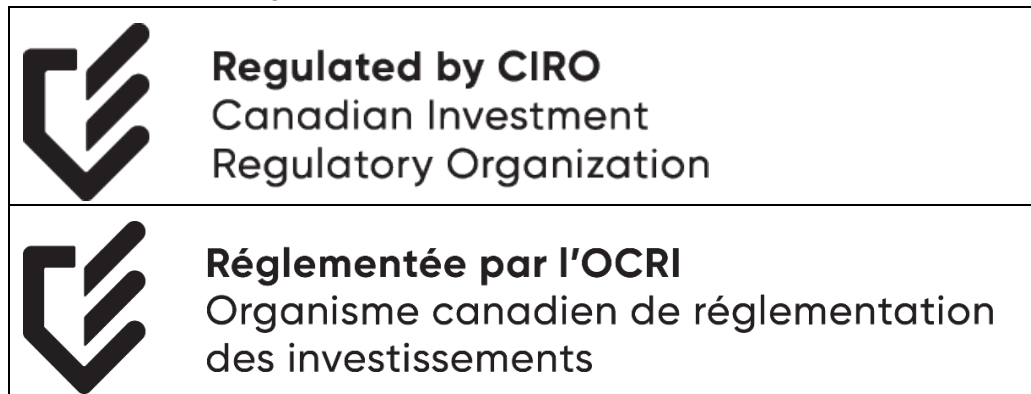 Regulated by CIRO
Canadian Investment
Regulatory Organization
Réglementée par l'OCRI
Organisme canadien de réglementation
des investissements